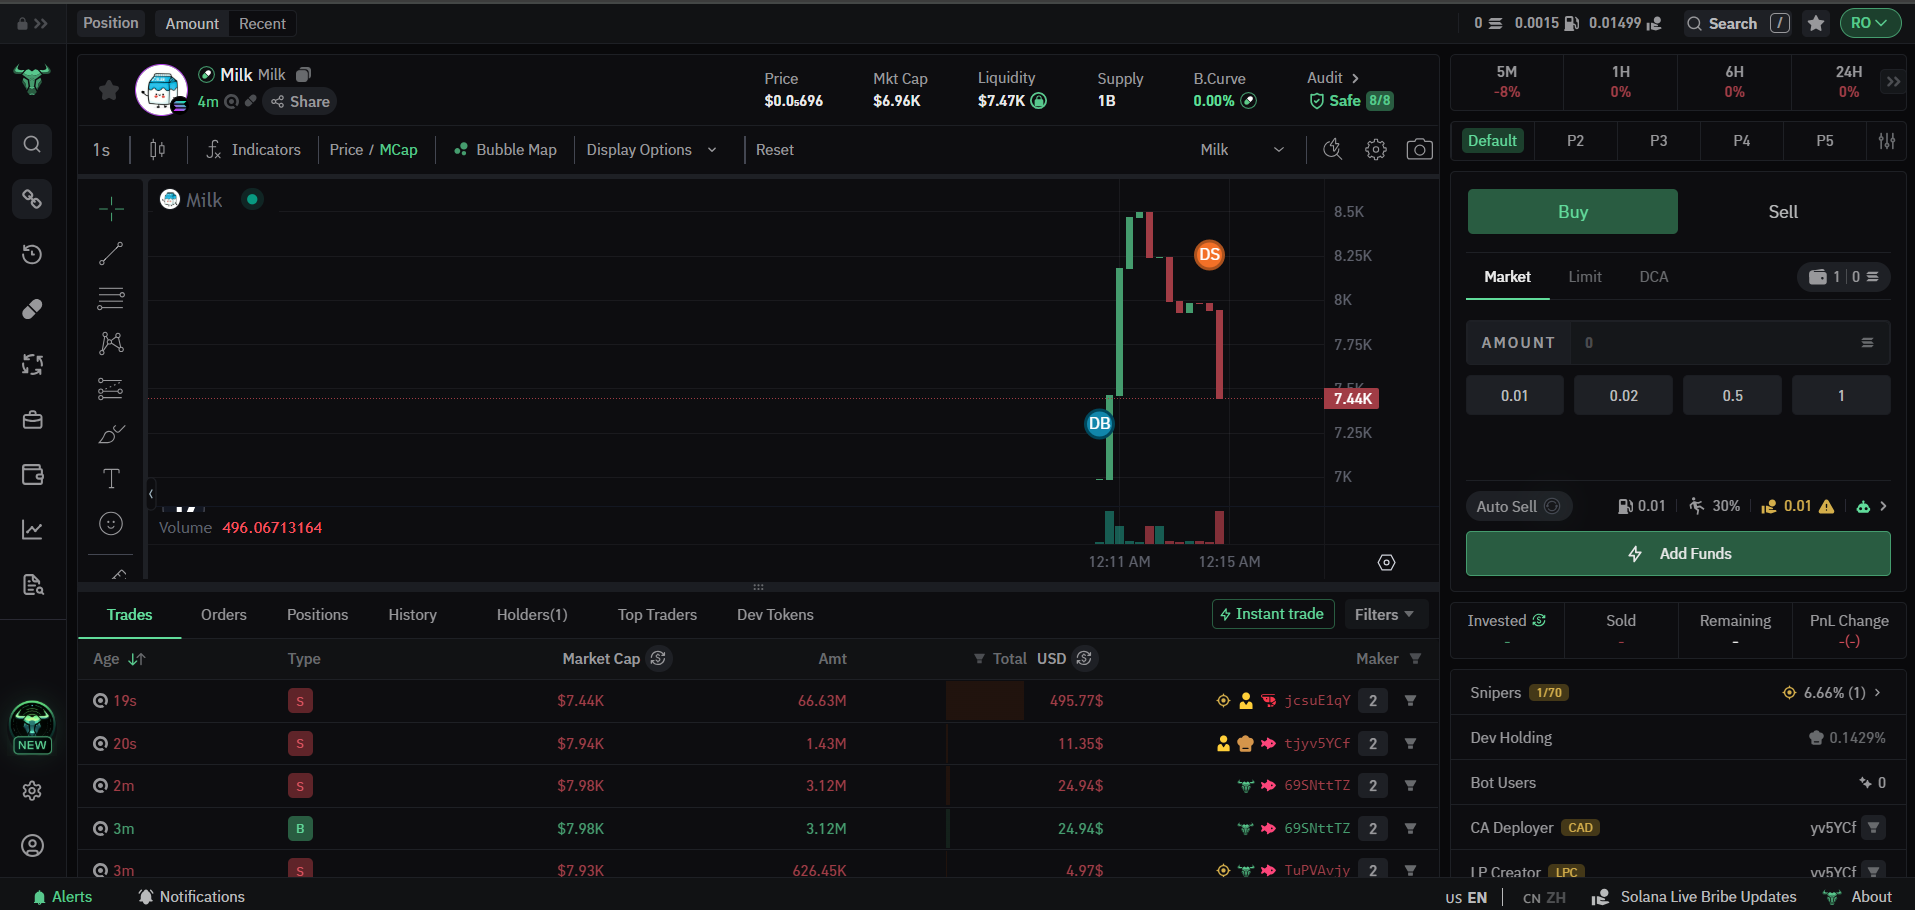 Position Amount Recent 0 0.0015 0.01499 Search / RO
Milk Milk
4m Share
Price Mkt Cap Liquidity Supply B.Curve Audit
$0.0₅696 $6.96K $7.47K 1B 0.00% Safe 8/8
5M 1H 6H 24H
-8% 0% 0% 0%
1s Indicators Price / MCap Bubble Map Display Options Reset Milk
Default P2 P3 P4 P5
Milk
8.5K
8.25K
8K
7.75K
7.5K
7.44K
7.25K
7K
DS
DB
Volume 496.06713164
12:11 AM 12:15 AM
Buy Sell
Market Limit DCA 1 0
AMOUNT 0
0.01 0.02 0.5 1
Auto Sell 0.01 30% 0.01
Add Funds
Trades Orders Positions History Holders(1) Top Traders Dev Tokens Instant trade Filters
Age Type Market Cap Amt Total USD Maker
19s S $7.44K 66.63M 495.77$ jcsuE1qY 2
20s S $7.94K 1.43M 11.35$ tjyv5YCf 2
2m S $7.98K 3.12M 24.94$ 69SNttTZ 2
3m B $7.98K 3.12M 24.94$ 69SNttTZ 2
3m S $7.93K 626.45K 4.97$ TuPVAvjy 2
Invested Sold Remaining PnL Change
- - - -(-)
Snipers 1/70 6.66% (1)
Dev Holding 0.1429%
Bot Users 0
CA Deployer CAD yv5YCf
LP Creator LPC yv5YCf
NEW
Alerts Notifications US EN CN ZH Solana Live Bribe Updates About